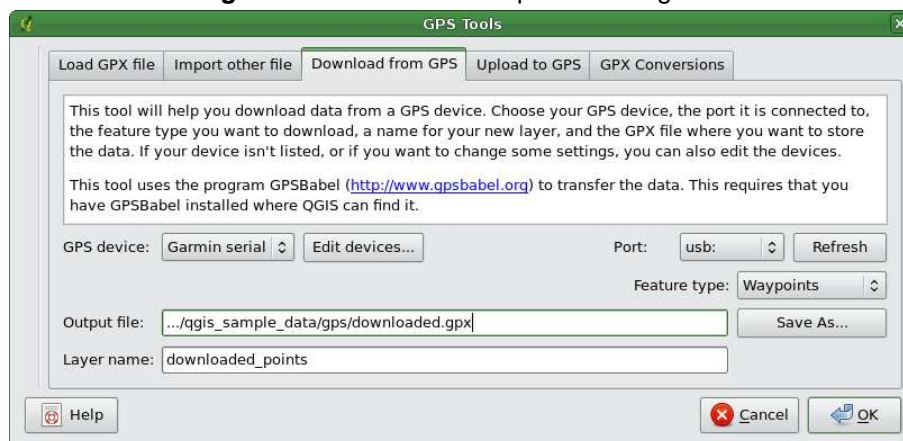 GPS Tools
Load GPX file Import other file Download from GPS Upload to GPS GPX Conversions
This tool will help you download data from a GPS device. Choose your GPS device, the port it is connected to,
the feature type you want to download, a name for your new layer, and the GPX file where you want to store
the data. If your device isn't listed, or if you want to change some settings, you can also edit the devices.
This tool uses the program GPSBabel (http://www.gpsbabel.org) to transfer the data. This requires that you
have GPSBabel installed where QGIS can find it.
GPS device: Garmin serial Edit devices... Port: usb: Refresh
Feature type: Waypoints
Output file: .../qgis_sample_data/gps/downloaded.gpx Save As...
Layer name: downloaded_points
Help Cancel OK